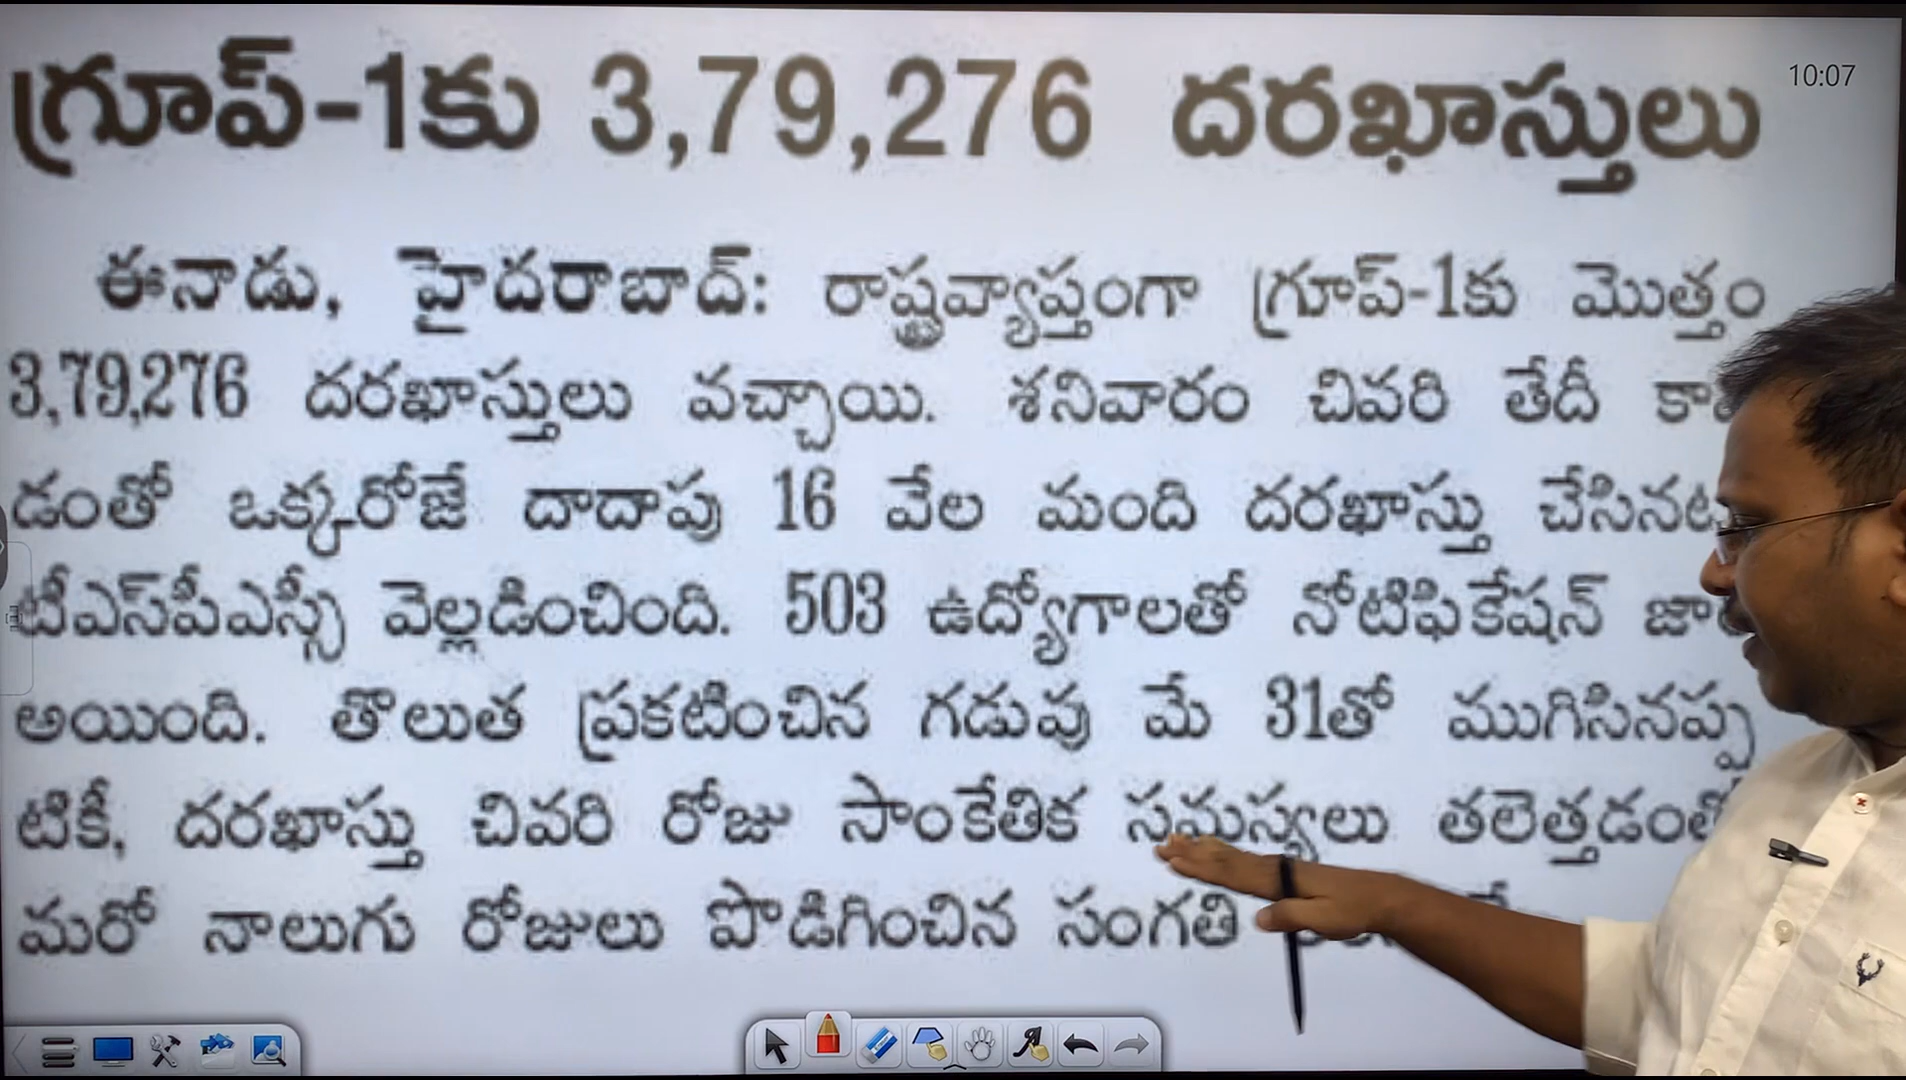 గ్రూప్-1కు 3,79,276 దరఖాస్తులు
10:07
ఈనాడు, హైదరాబాద్: రాష్ట్రవ్యాప్తంగా గ్రూప్-1కు మొత్తం
3,79,276 దరఖాస్తులు వచ్చాయి. శనివారం చివరి తేదీ
డంతో ఒక్కరోజే దాదాపు 16 వేల మంది దరఖాస్తు
టీఎస్‌పీఎస్సీ వెల్లడించింది. 503 ఉద్యోగాలతో నోటిఫికేషన్
అయింది. తొలుత ప్రకటించిన గడువు మే 31తో ముగిసినప్ప
టికీ, దరఖాస్తు చివరి రోజు సాంకేతిక సమస్యలు తలెత్తడంతో
మరో నాలుగు రోజులు పొడిగించిన సంగతి